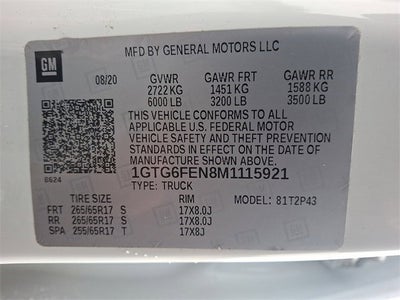 MFD BY GENERAL MOTORS LLC
GM
08/20 GVWR GAWR FRT GAWR RR
2722 KG 1451 KG 1588 KG
6000 LB 3200 LB 3500 LB
THIS VEHICLE CONFORMS TO ALL
APPLICABLE U.S. FEDERAL MOTOR
VEHICLE SAFETY AND THEFT PREVENTION
STANDARDS IN EFFECT ON THE DATE OF
MANUFACTURE SHOWN ABOVE.
6624
1GTG6FEN8M1115921
TYPE: TRUCK
TIRE SIZE RIM MODEL: 81T2P43
FRT 265/65R17 S 17X8.0J
RR 265/65R17 S 17X8.0J
SPA 255/65R17 T 17X8J